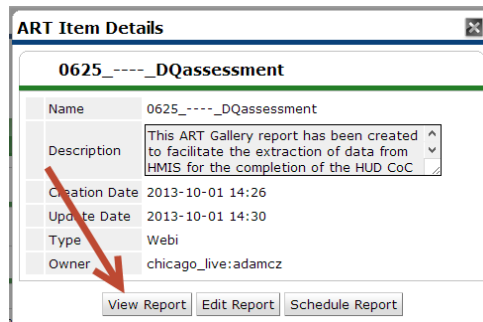 ART Item Details
0625_----_DQassessment
Name 0625_----_DQassessment
Description This ART Gallery report has been created
to facilitate the extraction of data from
HMIS for the completion of the HUD CoC
Creation Date 2013-10-01 14:26
Update Date 2013-10-01 14:30
Type Webi
Owner chicago_live:adamcz
View Report Edit Report Schedule Report